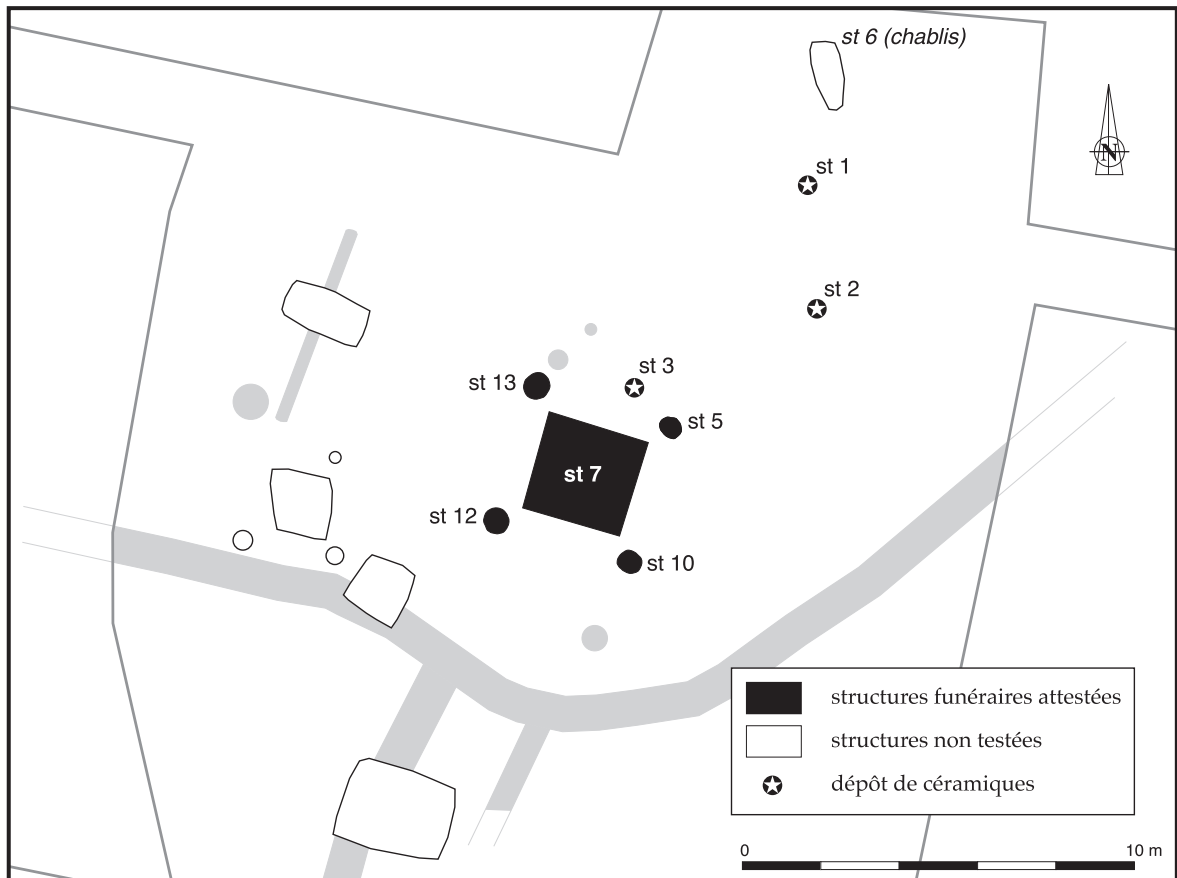 st 6 (chablis)
N
st 1
st 2
st 3
st 13
st 5
st 7
st 12
st 10
structures funéraires attestées
structures non testées
dépôt de céramiques
0 10 m